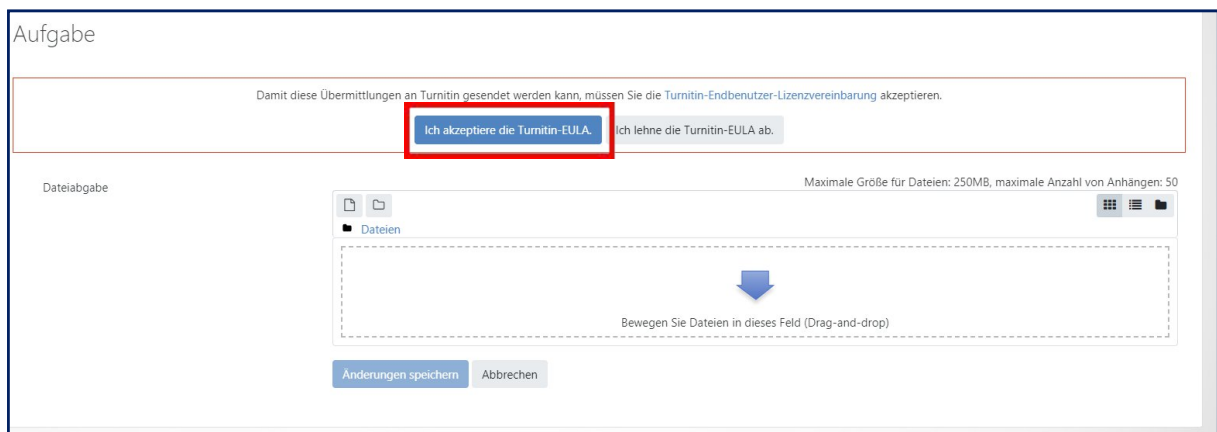 Aufgabe
Damit diese Übermittlungen an Turnitin gesendet werden kann, müssen Sie die Turnitin-Endbenutzer-Lizenzvereinbarung akzeptieren.
Ich akzeptiere die Turnitin-EULA. Ich lehne die Turnitin-EULA ab.
Maximale Größe für Dateien: 250MB, maximale Anzahl von Anhängen: 50
Dateiabgabe
Dateien
Bewegen Sie Dateien in dieses Feld (Drag-and-drop)
Änderungen speichern Abbrechen